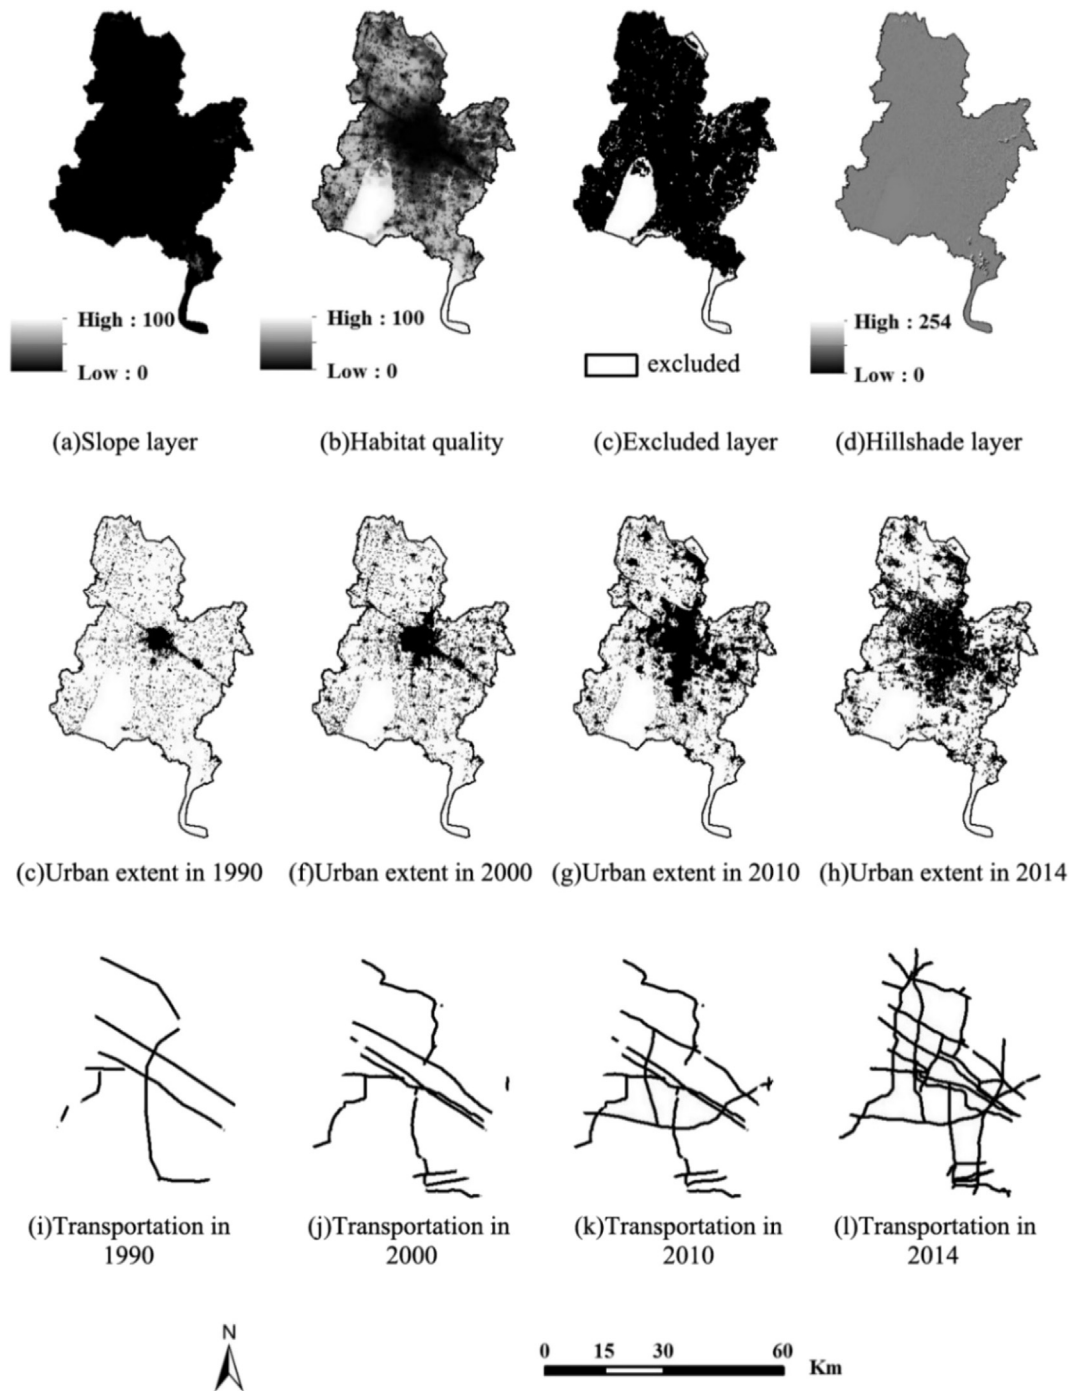 High : 100
Low : 0
High : 100
Low : 0
excluded
High : 254
Low : 0
(a)Slope layer
(b)Habitat quality
(c)Excluded layer
(d)Hillshade layer
(c)Urban extent in 1990
(f)Urban extent in 2000
(g)Urban extent in 2010
(h)Urban extent in 2014
(i)Transportation in
1990
(j)Transportation in
2000
(k)Transportation in
2010
(l)Transportation in
2014
N
0 15 30 60
Km